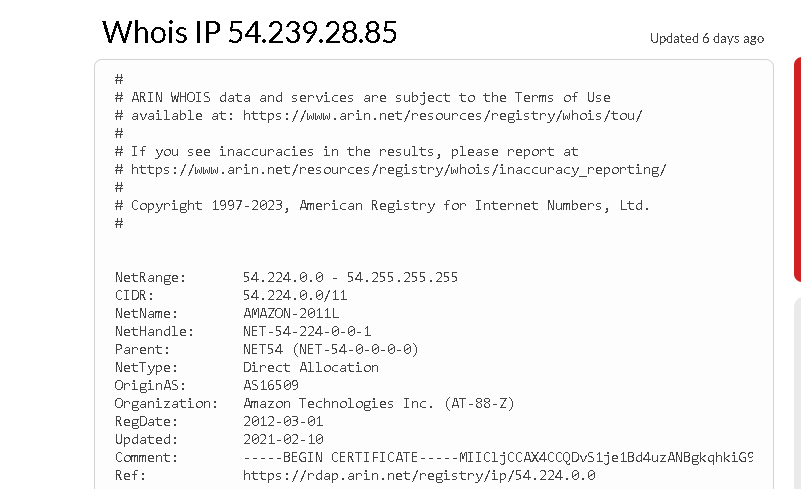 Whois IP 54.239.28.85
Updated 6 days ago
#
# ARIN WHOIS data and services are subject to the Terms of Use
# available at: https://www.arin.net/resources/registry/whois/tou/
#
# If you see inaccuracies in the results, please report at
# https://www.arin.net/resources/registry/whois/inaccuracy_reporting/
#
# Copyright 1997-2023, American Registry for Internet Numbers, Ltd.
#
NetRange: 54.224.0.0 - 54.255.255.255
CIDR: 54.224.0.0/11
NetName: AMAZON-2011L
NetHandle: NET-54-224-0-0-1
Parent: NET54 (NET-54-0-0-0-0)
NetType: Direct Allocation
OriginAS: AS16509
Organization: Amazon Technologies Inc. (AT-88-Z)
RegDate: 2012-03-01
Updated: 2021-02-10
Comment: -----BEGIN CERTIFICATE-----MIICljCCAX4CCQDvS1je1Bd4uzANBgkqhkiG9
Ref: https://rdap.arin.net/registry/ip/54.224.0.0